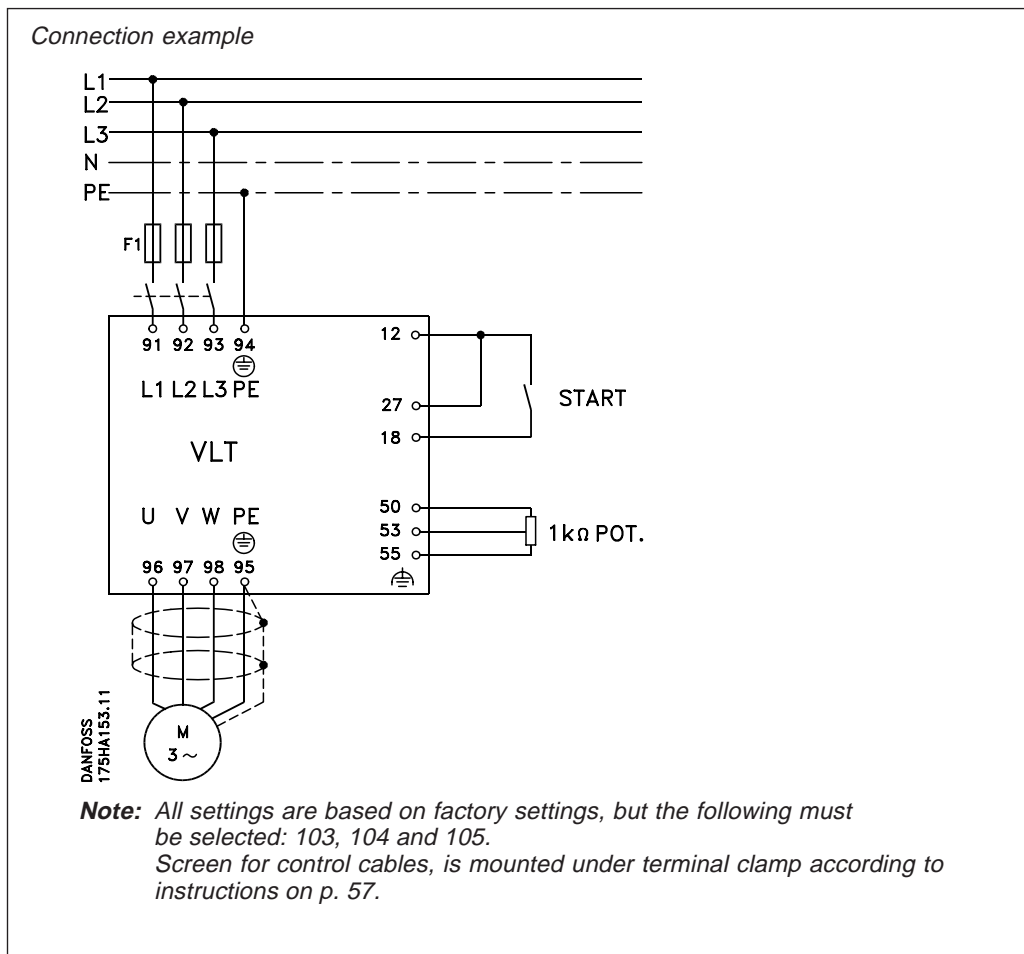 Connection example
L1
L2
L3
N
PE
F1
91 92 93 94
L1 L2 L3 PE
12
27
18
START
VLT
50
53
55
1kΩ POT.
U V W PE
96 97 98 95
M
3~
DANFOSS
175HA153.11
Note: All settings are based on factory settings, but the following must
be selected: 103, 104 and 105.
Screen for control cables, is mounted under terminal clamp according to
instructions on p. 57.